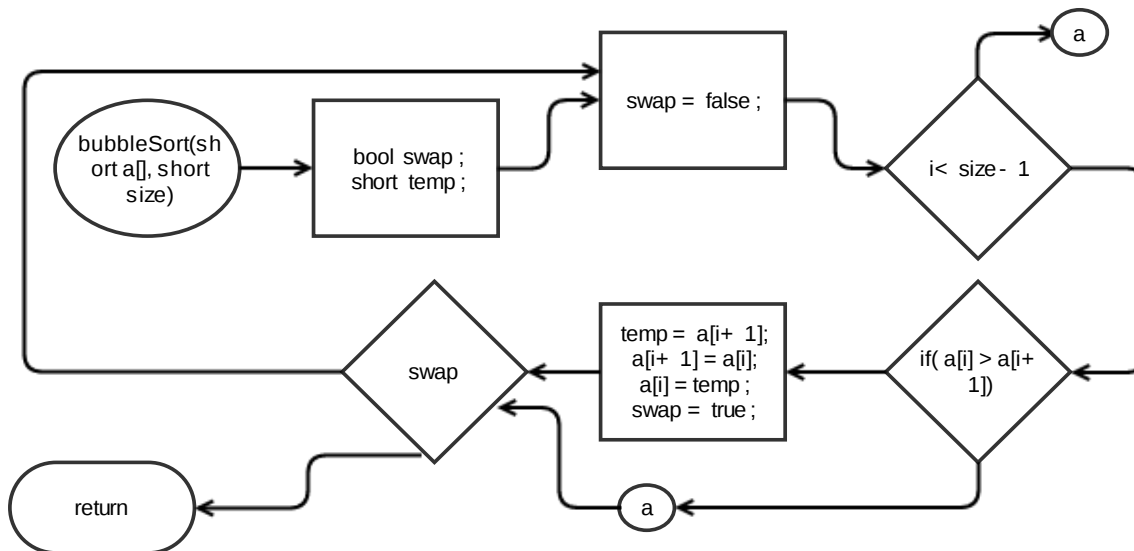 a
swap = false ;
bubbleSort(sh
ort a[], short
size)
bool swap ;
short temp ;
i< size - 1
temp = a[i+ 1];
a[i+ 1] = a[i];
a[i] = temp ;
swap = true ;
if( a[i] > a[i+
1])
swap
return
a